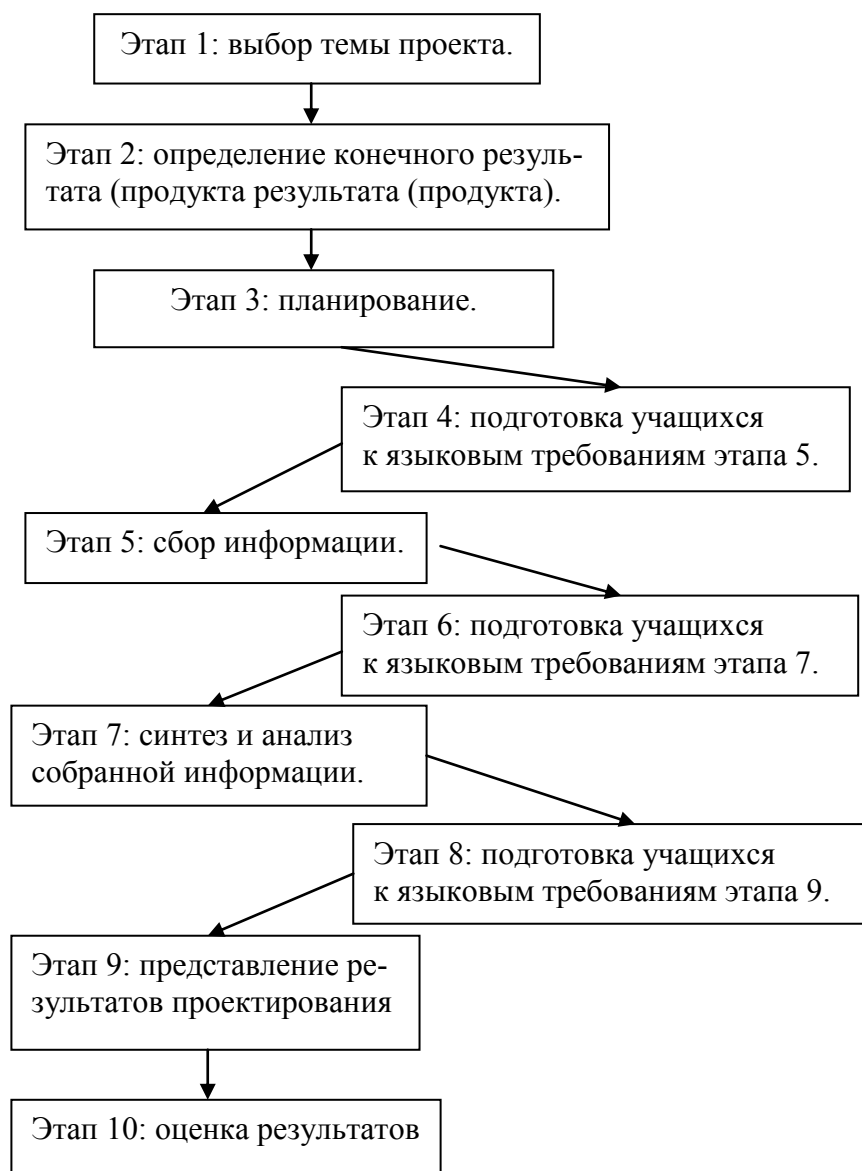 Этап 1: выбор темы проекта.
Этап 2: определение конечного резуль-
тата (продукта результата (продукта).
Этап 3: планирование.
Этап 4: подготовка учащихся
к языковым требованиям этапа 5.
Этап 5: сбор информации.
Этап 6: подготовка учащихся
к языковым требованиям этапа 7.
Этап 7: синтез и анализ
собранной информации.
Этап 8: подготовка учащихся
к языковым требованиям этапа 9.
Этап 9: представление ре-
зультатов проектирования
Этап 10: оценка результатов